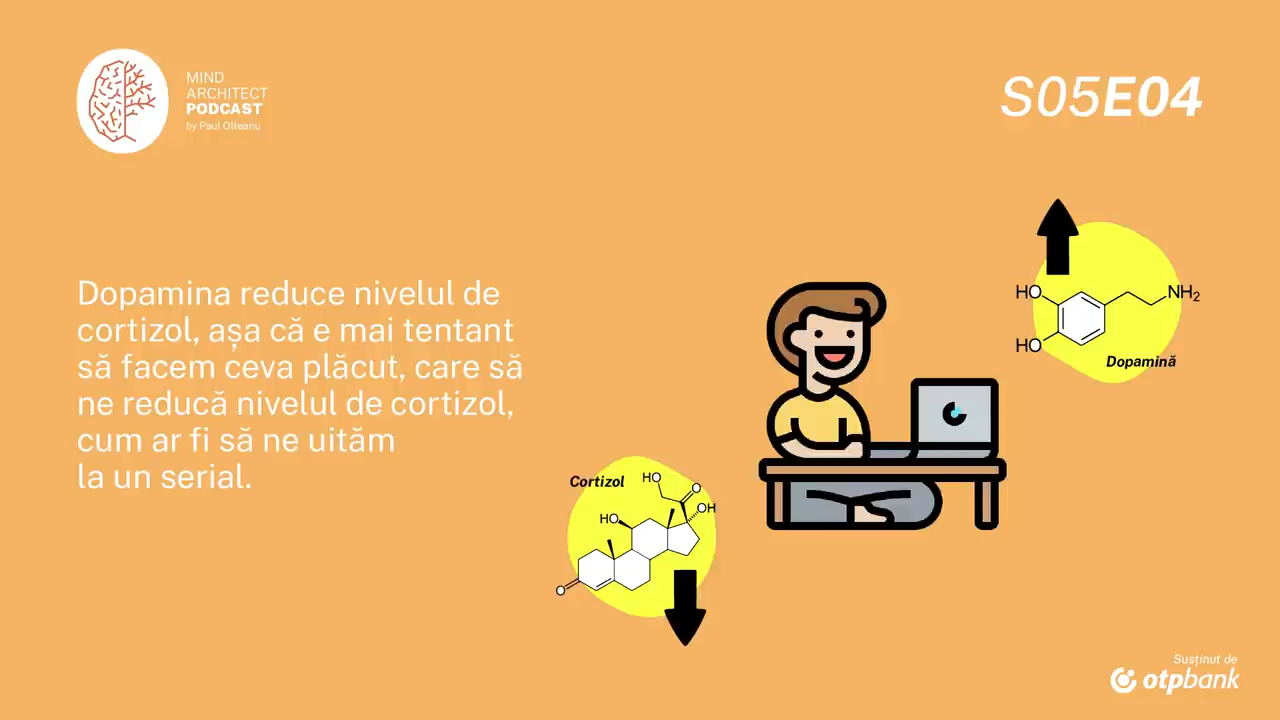 MIND
ARCHITECT
PODCAST
by Paul Olteanu
S05E04
Dopamina reduce nivelul de
cortizol, așa că e mai tentant
să facem ceva plăcut, care să
ne reducă nivelul de cortizol,
cum ar fi să ne uităm
la un serial.
HO
NH2
HO
Dopamină
Cortizol
HO
O
OH
HO
O
Susținut de
otpbank